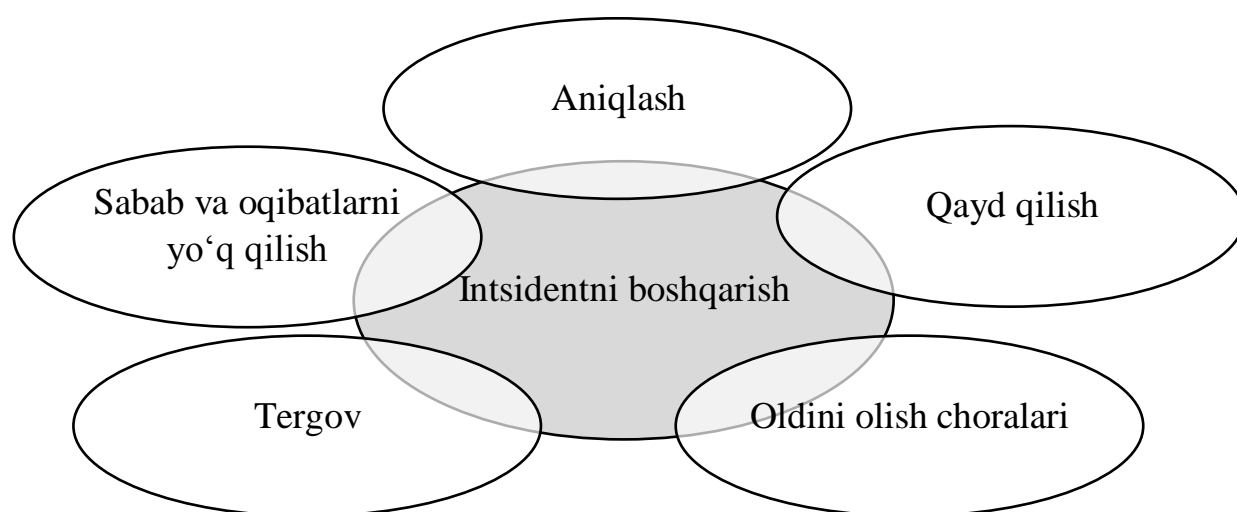 Aniqlash
Sabab va oqibatlarni
yo‘q qilish
Qayd qilish
Intsidentni boshqarish
Tergov
Oldini olish choralari